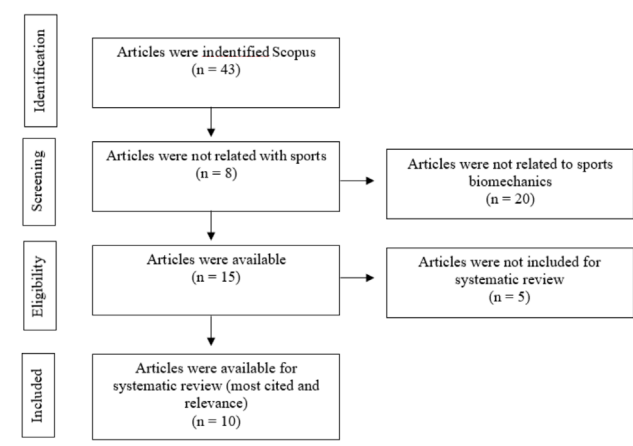 Identification
Articles were indentified Scopus
(n = 43)
Screening
Articles were not related with sports
(n = 8)
Articles were not related to sports
biomechanics
(n = 20)
Eligibility
Articles were available
(n = 15)
Articles were not included for
systematic review
(n = 5)
Included
Articles were available for
systematic review (most cited and
relevance)
(n = 10)